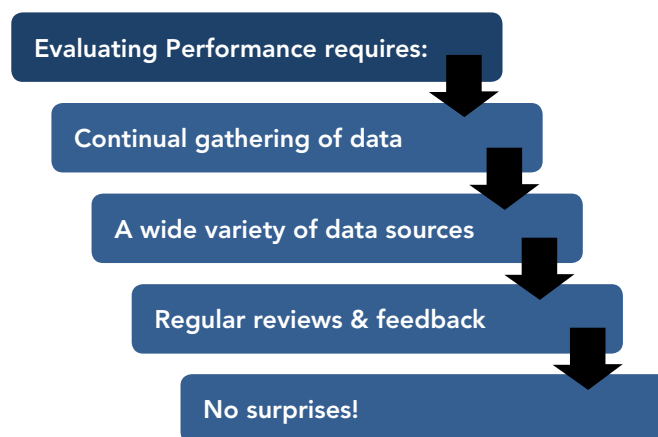 Evaluating Performance requires:
Continual gathering of data
A wide variety of data sources
Regular reviews & feedback
No surprises!